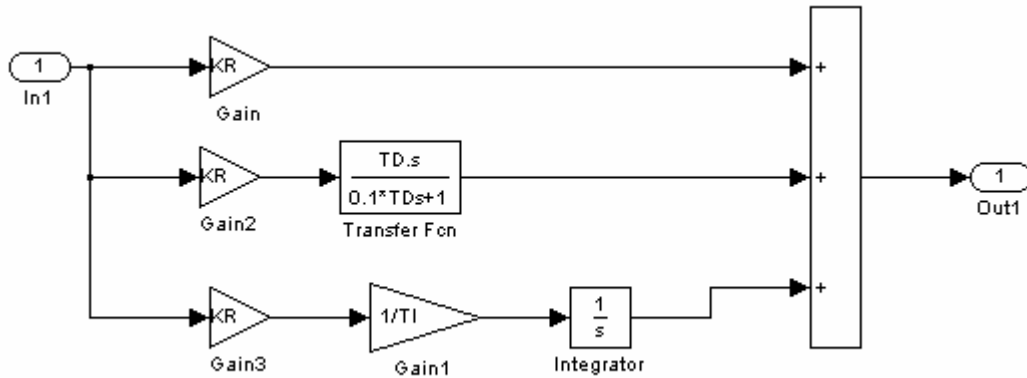 1
In1
KR
Gain
+
KR
Gain2
TD.s
0.1*TDs+1
Transfer Fcn
+
1
Out1
KR
Gain3
1/TI
Gain1
1
s
Integrator
+